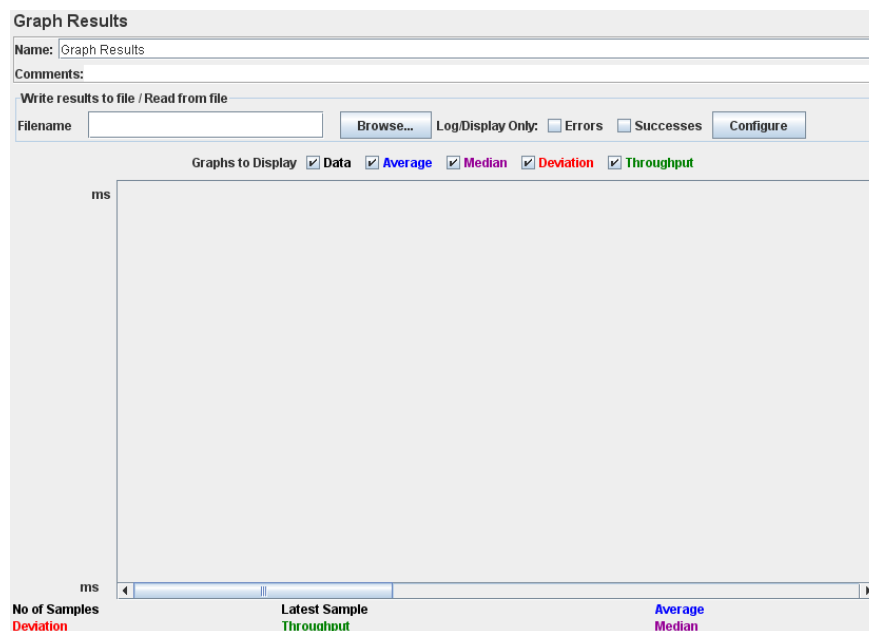 Graph Results
Name: Graph Results
Comments:
Write results to file / Read from file
Filename Browse... Log/Display Only: Errors Successes Configure
Graphs to Display Data Average Median Deviation Throughput
ms
ms
No of Samples Latest Sample Average
Deviation Throughput Median